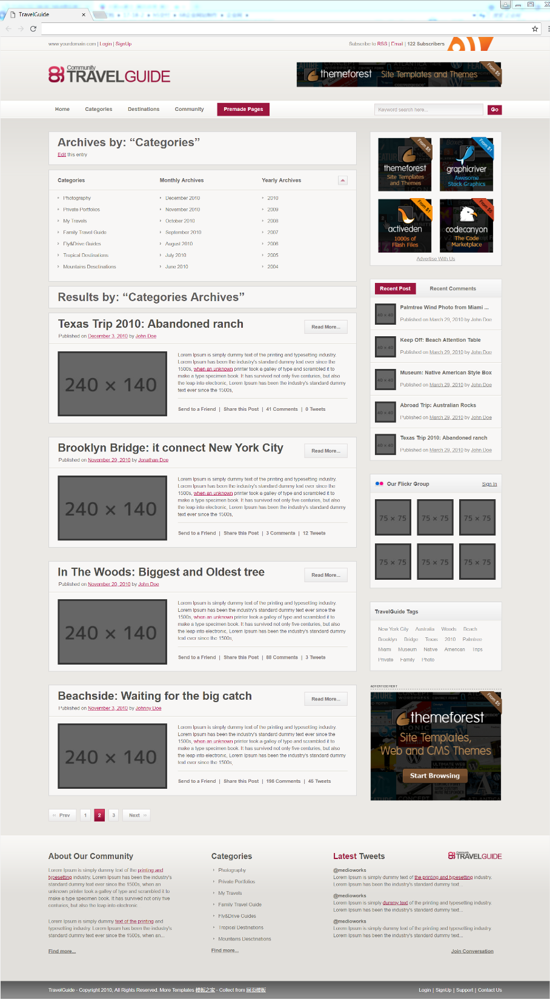 TravelGuide
www.yourdomain.com | Login | SignUp
Subscribe to RSS | Email | 122 Subscribers
Community
TRAVELGUIDE
themeforest Site Templates and Themes
From $5
Home Categories Destinations Community Premade Pages
Keyword search here... Go
Archives by: “Categories”
Edit this entry
Categories Monthly Archives Yearly Archives
Photography December 2010 2010
Private Portfolios November 2010 2009
My Travels October 2010 2008
Family Travel Guide September 2010 2007
Fly&Drive Guides August 2010 2006
Tropical Destinations July 2010 2005
Mountains Desctinations June 2010 2004
Results by: “Categories Archives”
Texas Trip 2010: Abandoned ranch
Read More...
Published on December 3, 2010 by John Doe
240 × 140
Lorem Ipsum is simply dummy text of the printing and typesetting industry.
Lorem Ipsum has been the industry's standard dummy text ever since the
1500s, when an unknown printer took a galley of type and scrambled it to
make a type specimen book. It has survived not only five centuries, but also
the leap into electronic, Lorem Ipsum has been the industry's standard dummy
text ever since the 1500s,
Send to a Friend | Share this Post | 41 Comments | 0 Tweets
Brooklyn Bridge: it connect New York City
Read More...
Published on November 29, 2010 by Jonathan Doe
240 × 140
Lorem Ipsum is simply dummy text of the printing and typesetting industry.
Lorem Ipsum has been the industry's standard dummy text ever since the
1500s, when an unknown printer took a galley of type and scrambled it to
make a type specimen book. It has survived not only five centuries, but also
the leap into electronic, Lorem Ipsum has been the industry's standard dummy
text ever since the 1500s,
Send to a Friend | Share this Post | 3 Comments | 12 Tweets
In The Woods: Biggest and Oldest tree
Read More...
Published on November 20, 2010 by John Doe
240 × 140
Lorem Ipsum is simply dummy text of the printing and typesetting industry.
Lorem Ipsum has been the industry's standard dummy text ever since the
1500s, when an unknown printer took a galley of type and scrambled it to
make a type specimen book. It has survived not only five centuries, but also
the leap into electronic, Lorem Ipsum has been the industry's standard dummy
text ever since the 1500s,
Send to a Friend | Share this Post | 88 Comments | 3 Tweets
Beachside: Waiting for the big catch
Read More...
Published on November 3, 2010 by Johnny Doe
240 × 140
Lorem Ipsum is simply dummy text of the printing and typesetting industry.
Lorem Ipsum has been the industry's standard dummy text ever since the
1500s, when an unknown printer took a galley of type and scrambled it to
make a type specimen book. It has survived not only five centuries, but also
the leap into electronic, Lorem Ipsum has been the industry's standard dummy
text ever since the 1500s,
Send to a Friend | Share this Post | 196 Comments | 45 Tweets
« Prev 1 2 3 Next »
From $5
themeforest
Site Templates
and Themes
From $1
graphicriver
Awesome
Stock Graphics
From $1
activeden
1000s of
Flash Files
codecanyon
The Code
Marketplace
Advertise With Us
Recent Post Recent Comments
40 × 40
Palmtree Wind Photo from Miami ...
Published on March 29, 2010 by John Doe
40 × 40
Keep Off: Beach Attention Table
Published on March 29, 2010 by John Doe
40 × 40
Museum: Native American Style Box
Published on March 29, 2010 by John Doe
40 × 40
Abroad Trip: Australian Rocks
Published on March 29, 2010 by John Doe
40 × 40
Texas Trip 2010: Abandoned ranch
Published on March 29, 2010 by John Doe
Our Flickr Group Sign In
75 × 75 75 × 75 75 × 75
75 × 75 75 × 75 75 × 75
TravelGuide Tags
New York City Australia Woods Beach
Brooklyn Bridge Texas 2010 Palmtree
Miami Museum Native American Trips
Private Family Photo
ADVERTISEMENT
From $5
themeforest
Site Templates,
Web and CMS Themes
Start Browsing
About Our Community
Lorem Ipsum is simply dummy text of the printing and
typesetting industry. Lorem Ipsum has been the industry's
standard dummy text ever since the 1500s, when an
unknown printer took a galley of type and scrambled it to
make a type specimen book. It has survived not only five
centuries, but also the leap into electronic.
Lorem Ipsum is simply dummy text of the printing and
typesetting industry. Lorem Ipsum has been the industry's
standard dummy text ever since the 1500s, when an...
Find more...
Categories
Photography
Private Portfolios
My Travels
Family Travel Guide
Fly&Drive Guides
Tropical Destinations
Mountains Desctinations
Find more...
Latest Tweets
Community
TRAVELGUIDE
@medioworks
Lorem Ipsum is simply dummy text of the printing and typesetting industry.
Lorem Ipsum has been the industry's standard dummy text...
@medioworks
Lorem Ipsum is simply dummy text of the printing and typesetting industry.
Lorem Ipsum has been the industry's standard dummy text...
@medioworks
Lorem Ipsum is simply dummy text of the printing and typesetting industry.
Lorem Ipsum has been the industry's standard dummy text...
Join Conversation
TravelGuide - Copyright 2010, All Rights Reserved. More Templates 模板之家 - Collect from 网页模板
Login | SignUp | Support | Contact Us